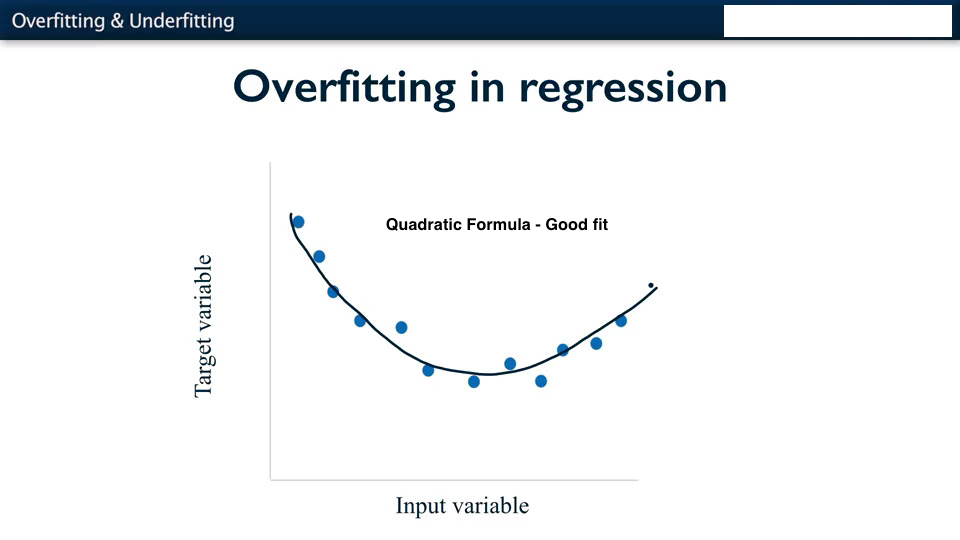 Overfitting & Underfitting
Overfitting in regression
Quadratic Formula - Good fit
Target variable
Input variable